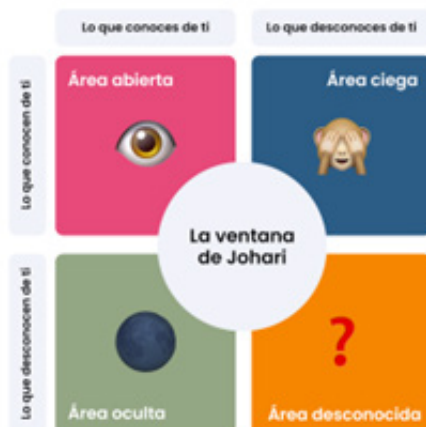 Lo que conoces de ti
Lo que desconoces de ti
Lo que conocen de ti
Área abierta
Área ciega
La ventana
de Johari
Lo que desconocen de ti
Área oculta
Área desconocida